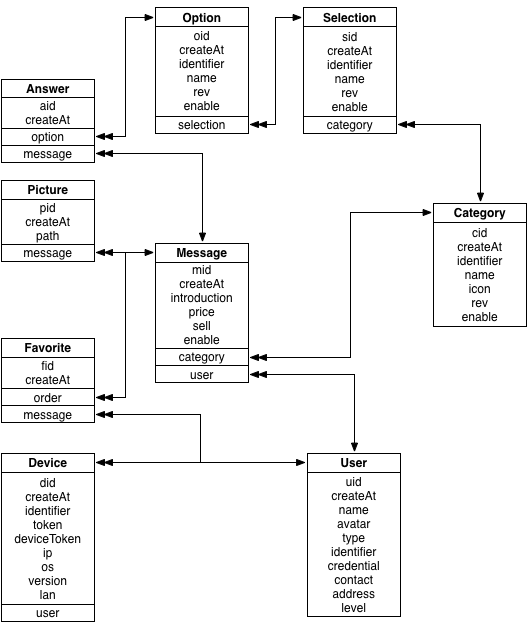 Option
oid
createAt
identifier
name
rev
enable
selection
Selection
sid
createAt
identifier
name
rev
enable
category
Answer
aid
createAt
option
message
Picture
pid
createAt
path
message
Message
mid
createAt
introduction
price
sell
enable
category
user
Category
cid
createAt
identifier
name
icon
rev
enable
Favorite
fid
createAt
order
message
Device
did
createAt
identifier
token
deviceToken
ip
os
version
lan
user
User
uid
createAt
name
avatar
type
identifier
credential
contact
address
level